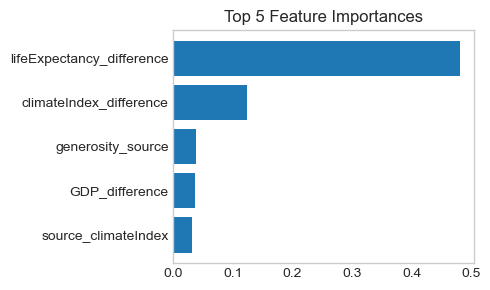 Top 5 Feature Importances
lifeExpectancy_difference
climateIndex_difference
generosity_source
GDP_difference
source_climateIndex
0.0 0.1 0.2 0.3 0.4 0.5